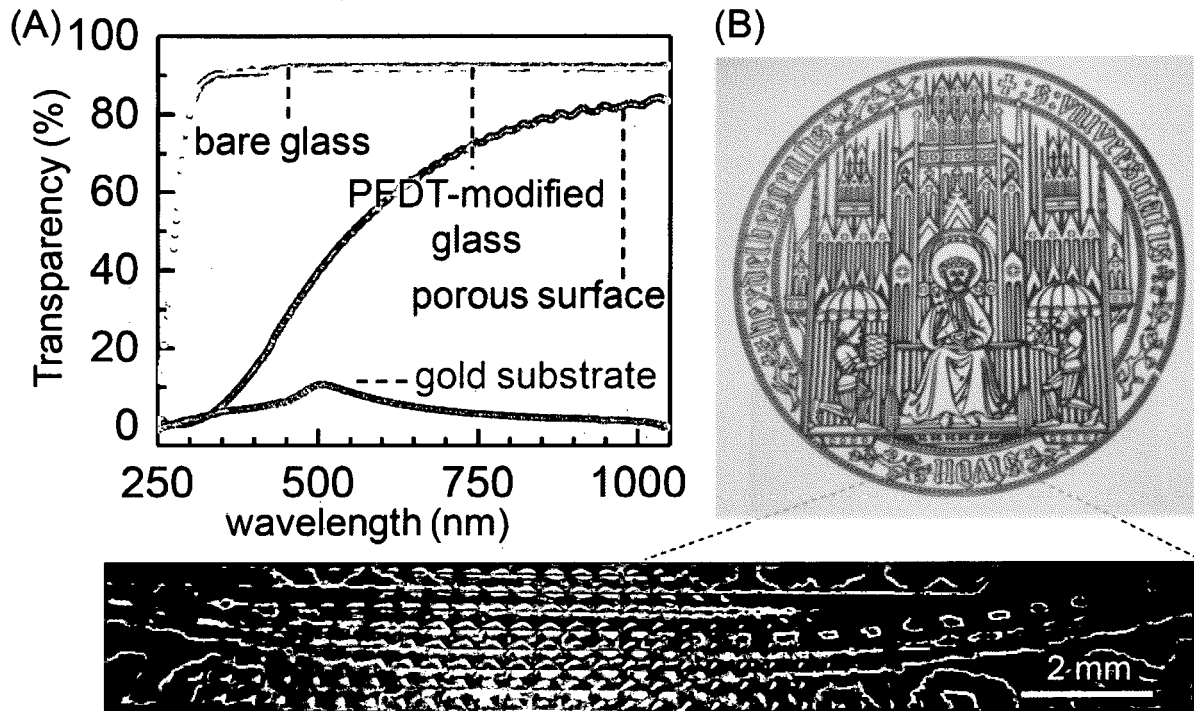 (A)
100
80
60
40
20
0
Transparency (%)
bare glass
PFDT-modified
glass
porous surface
gold substrate
250
500
750
1000
wavelength (nm)
(B)
2 mm